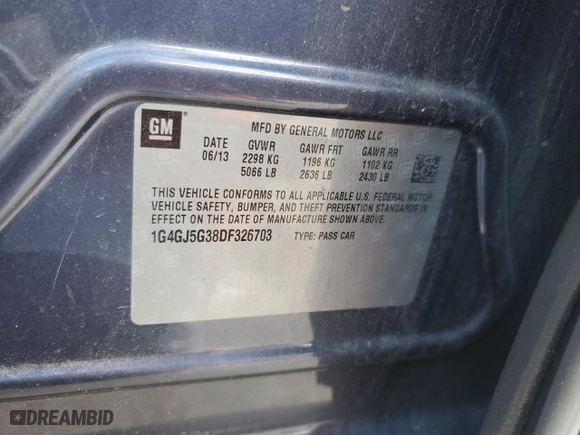 GM
MFD BY GENERAL MOTORS LLC
DATE GVWR GAWR FRT GAWR RR
06/13 2298 KG 1196 KG 1102 KG
5066 LB 2636 LB 2430 LB
THIS VEHICLE CONFORMS TO ALL APPLICABLE U.S. FEDERAL MOTOR
VEHICLE SAFETY, BUMPER, AND THEFT PREVENTION STANDARDS IN
EFFECT ON THE DATE OF MANUFACTURE SHOWN ABOVE.
1G4GJ5G38DF326703 TYPE: PASS CAR
DREAMBID